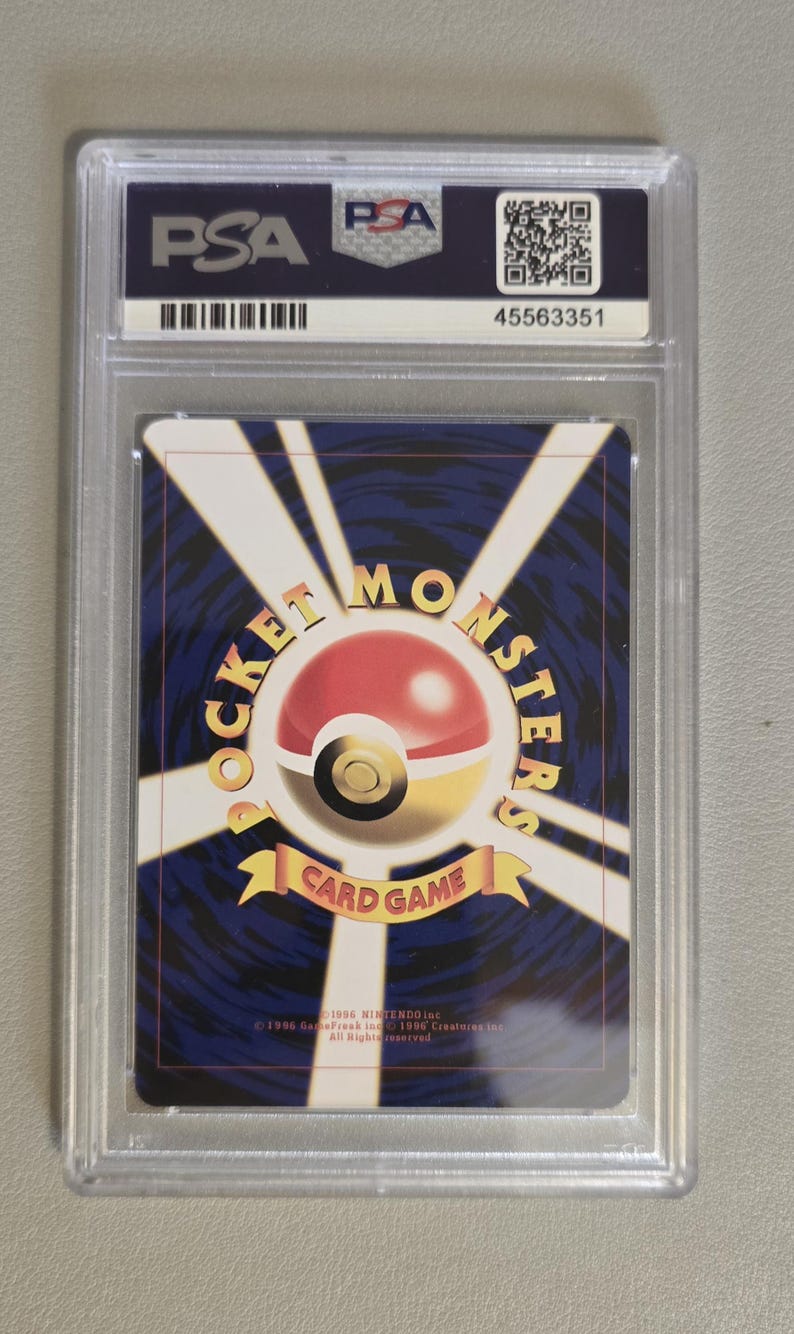 PSA
PSA
45563351
POCKET MONSTERS
CARD GAME
©1996 NINTENDO inc
©1996 GameFreak inc © 1996 Creatures inc
All Rights reserved